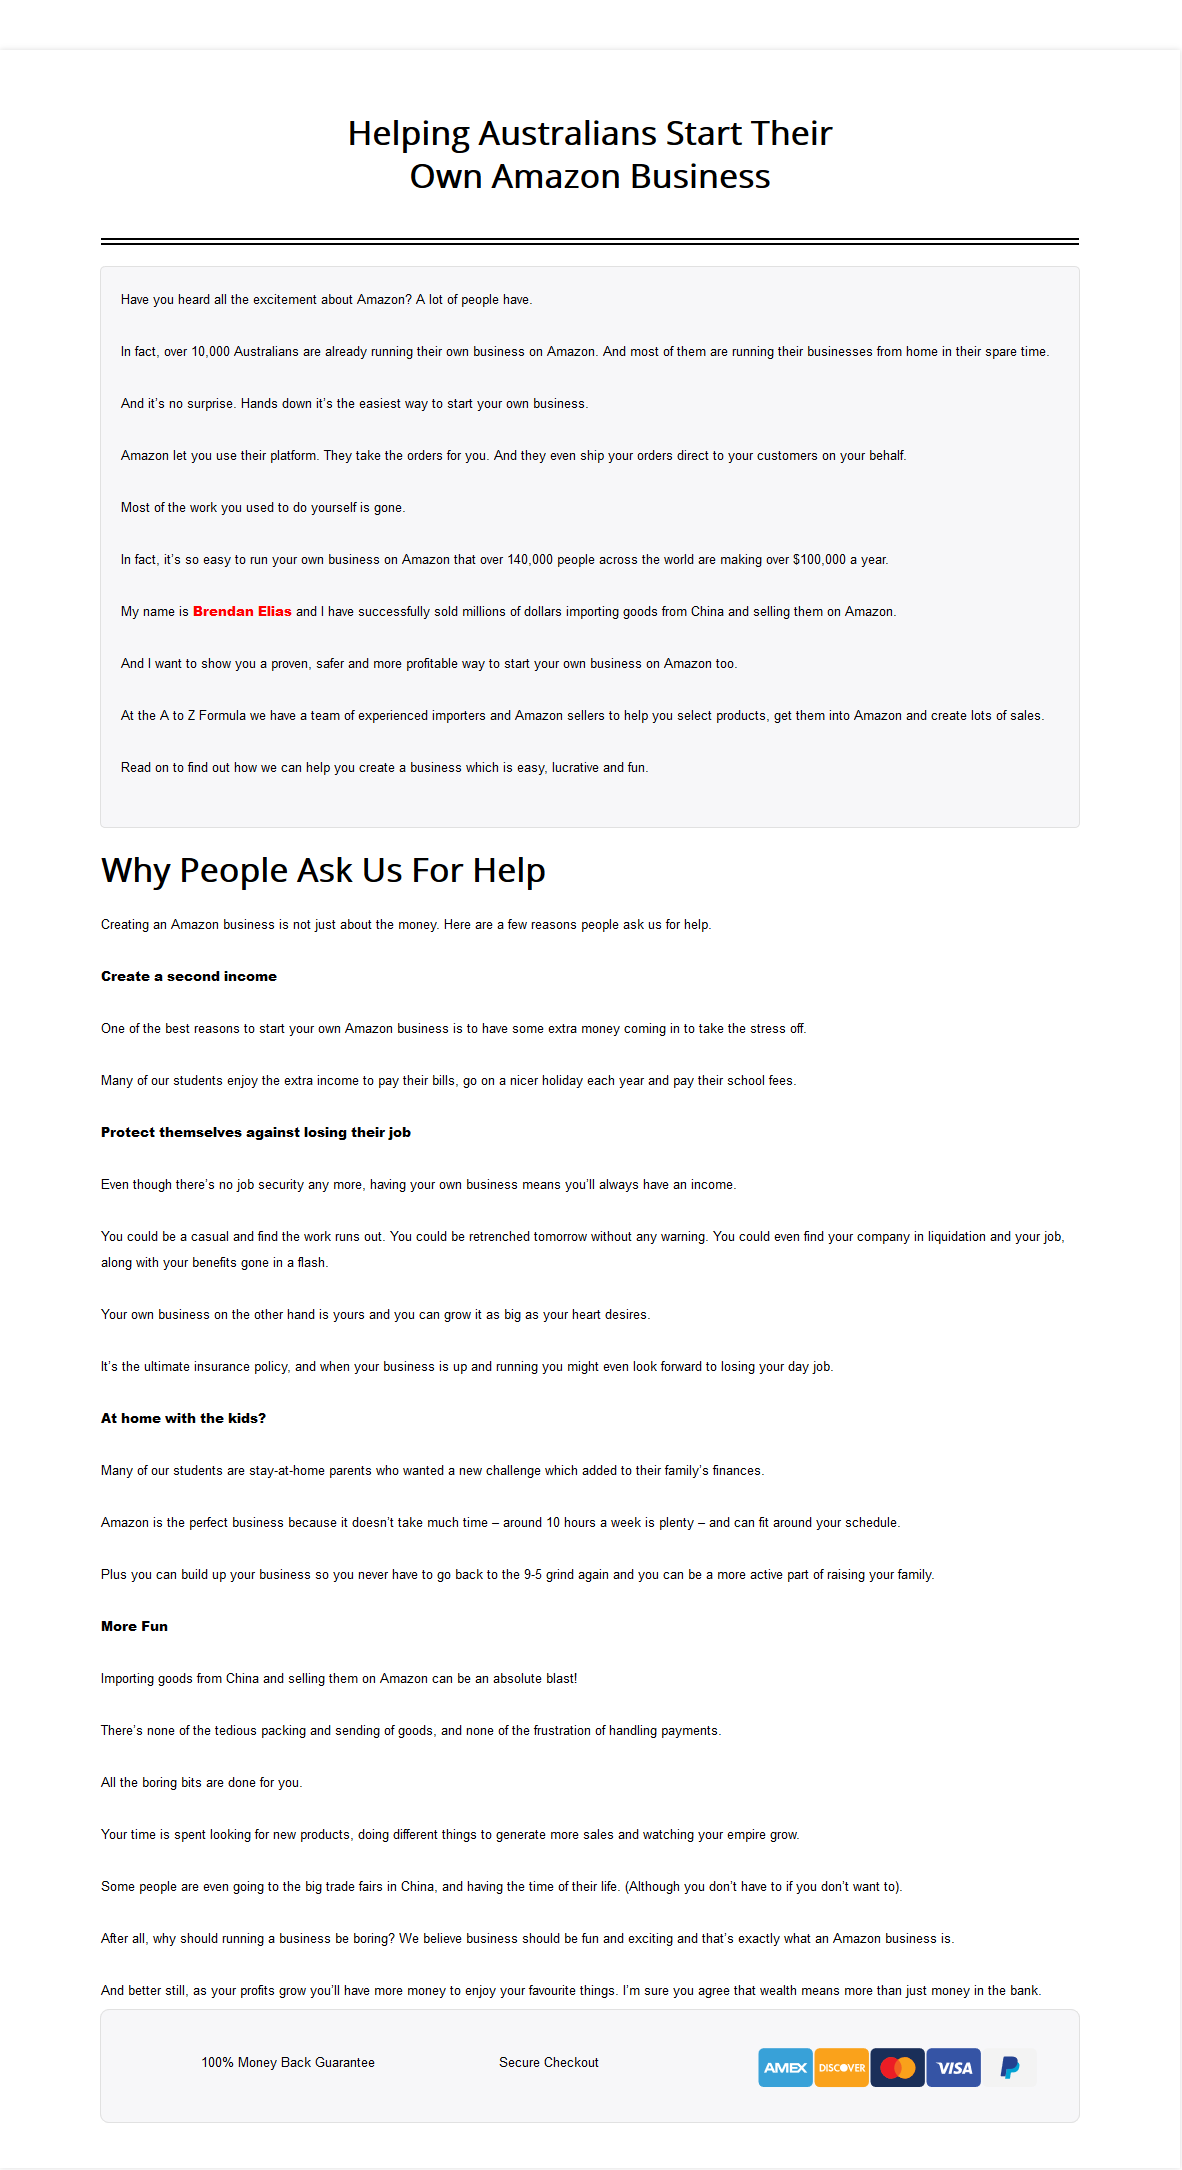 Helping Australians Start Their
Own Amazon Business
Have you heard all the excitement about Amazon? A lot of people have.
In fact, over 10,000 Australians are already running their own business on Amazon. And most of them are running their businesses from home in their spare time.
And it’s no surprise. Hands down it’s the easiest way to start your own business.
Amazon let you use their platform. They take the orders for you. And they even ship your orders direct to your customers on your behalf.
Most of the work you used to do yourself is gone.
In fact, it’s so easy to run your own business on Amazon that over 140,000 people across the world are making over $100,000 a year.
My name is Brendan Elias and I have successfully sold millions of dollars importing goods from China and selling them on Amazon.
And I want to show you a proven, safer and more profitable way to start your own business on Amazon too.
At the A to Z Formula we have a team of experienced importers and Amazon sellers to help you select products, get them into Amazon and create lots of sales.
Read on to find out how we can help you create a business which is easy, lucrative and fun.
Why People Ask Us For Help
Creating an Amazon business is not just about the money. Here are a few reasons people ask us for help.
Create a second income
One of the best reasons to start your own Amazon business is to have some extra money coming in to take the stress off.
Many of our students enjoy the extra income to pay their bills, go on a nicer holiday each year and pay their school fees.
Protect themselves against losing their job
Even though there’s no job security any more, having your own business means you’ll always have an income.
You could be a casual and find the work runs out. You could be retrenched tomorrow without any warning. You could even find your company in liquidation and your job,
along with your benefits gone in a flash.
Your own business on the other hand is yours and you can grow it as big as your heart desires.
It’s the ultimate insurance policy, and when your business is up and running you might even look forward to losing your day job.
At home with the kids?
Many of our students are stay-at-home parents who wanted a new challenge which added to their family’s finances.
Amazon is the perfect business because it doesn’t take much time – around 10 hours a week is plenty – and can fit around your schedule.
Plus you can build up your business so you never have to go back to the 9-5 grind again and you can be a more active part of raising your family.
More Fun
Importing goods from China and selling them on Amazon can be an absolute blast!
There’s none of the tedious packing and sending of goods, and none of the frustration of handling payments.
All the boring bits are done for you.
Your time is spent looking for new products, doing different things to generate more sales and watching your empire grow.
Some people are even going to the big trade fairs in China, and having the time of their life. (Although you don’t have to if you don’t want to).
After all, why should running a business be boring? We believe business should be fun and exciting and that’s exactly what an Amazon business is.
And better still, as your profits grow you’ll have more money to enjoy your favourite things. I’m sure you agree that wealth means more than just money in the bank.
100% Money Back Guarantee
Secure Checkout
AMEX DISCOVER VISA